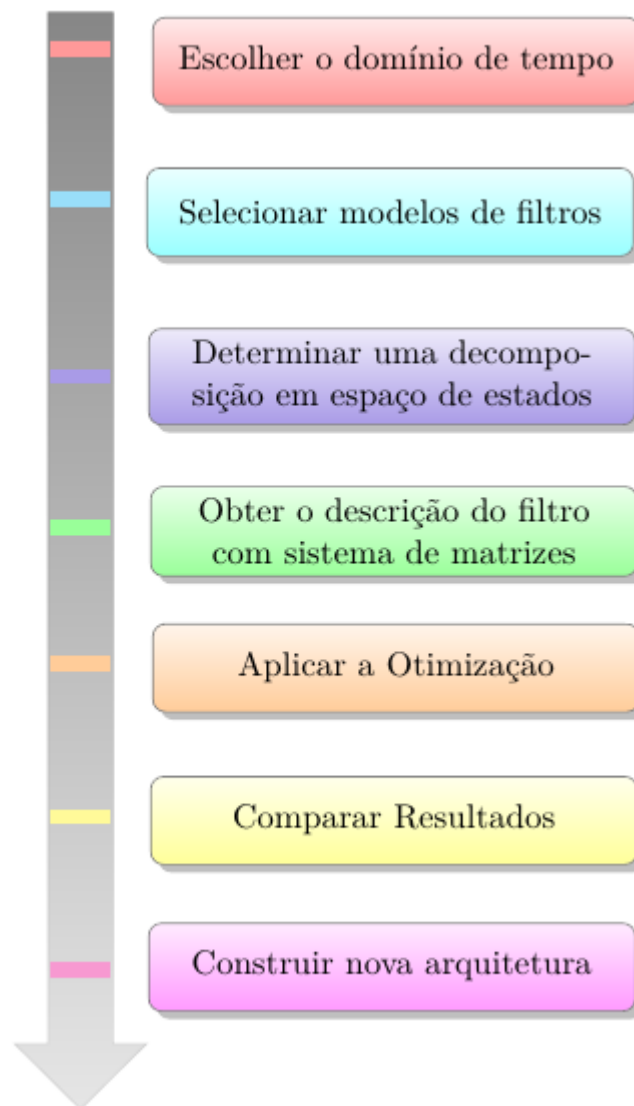 Escolher o domínio de tempo
Selecionar modelos de filtros
Determinar uma decompo-
sição em espaço de estados
Obter o descrição do filtro
com sistema de matrizes
Aplicar a Otimização
Comparar Resultados
Construir nova arquitetura